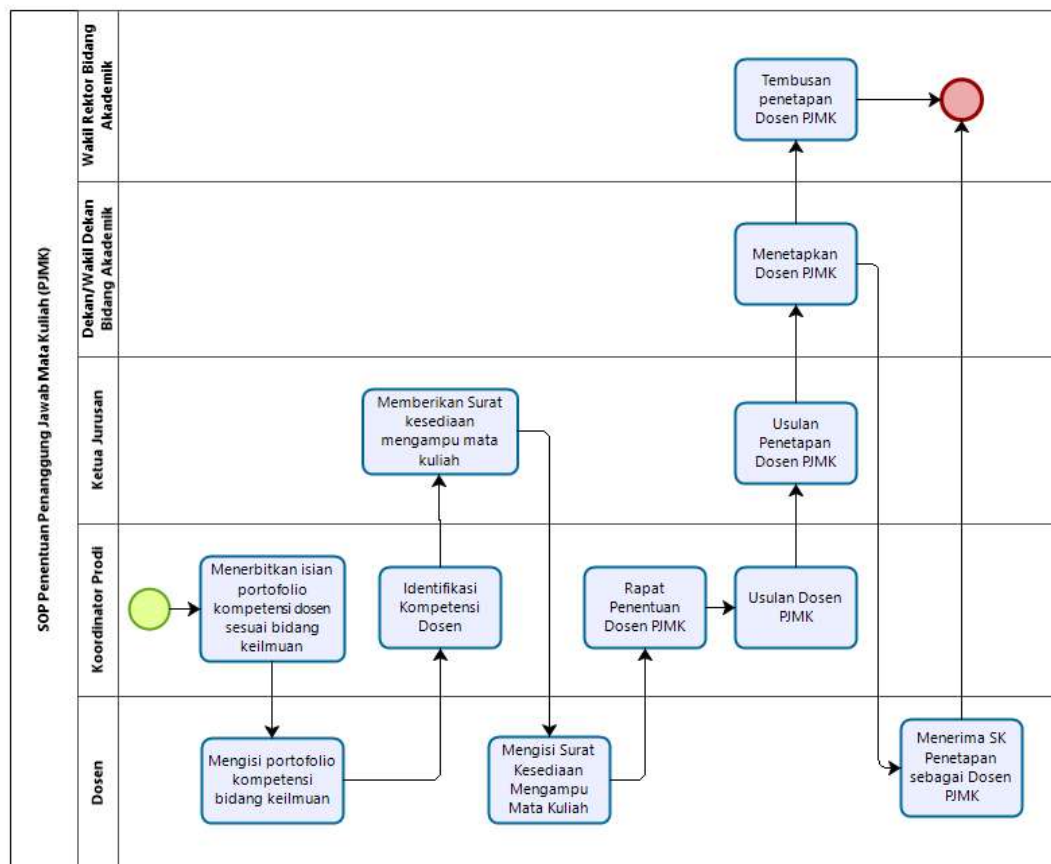 SOP Penentuan Penanggung Jawab Mata Kuliah (PJMK)
Wakil Rektor Bidang
Akademik
Tembusan
penetapan
Dosen PJMK
Dekan/Wakil Dekan
Bidang Akademik
Menetapkan
Dosen PJMK
Ketua Jurusan
Memberikan Surat
kesediaan
mengampu mata
kuliah
Usulan
Penetapan
Dosen PJMK
Koordinator Prodi
Menerbitkan isian
portofolio
kompetensi dosen
sesuai bidang
keilmuan
Identifikasi
Kompetensi
Dosen
Rapat
Penentuan
Dosen PJMK
Usulan Dosen
PJMK
Dosen
Mengisi portofolio
kompetensi
bidang keilmuan
Mengisi Surat
Kesediaan
Mengampu
Mata Kuliah
Menerima SK
Penetapan
sebagai Dosen
PJMK